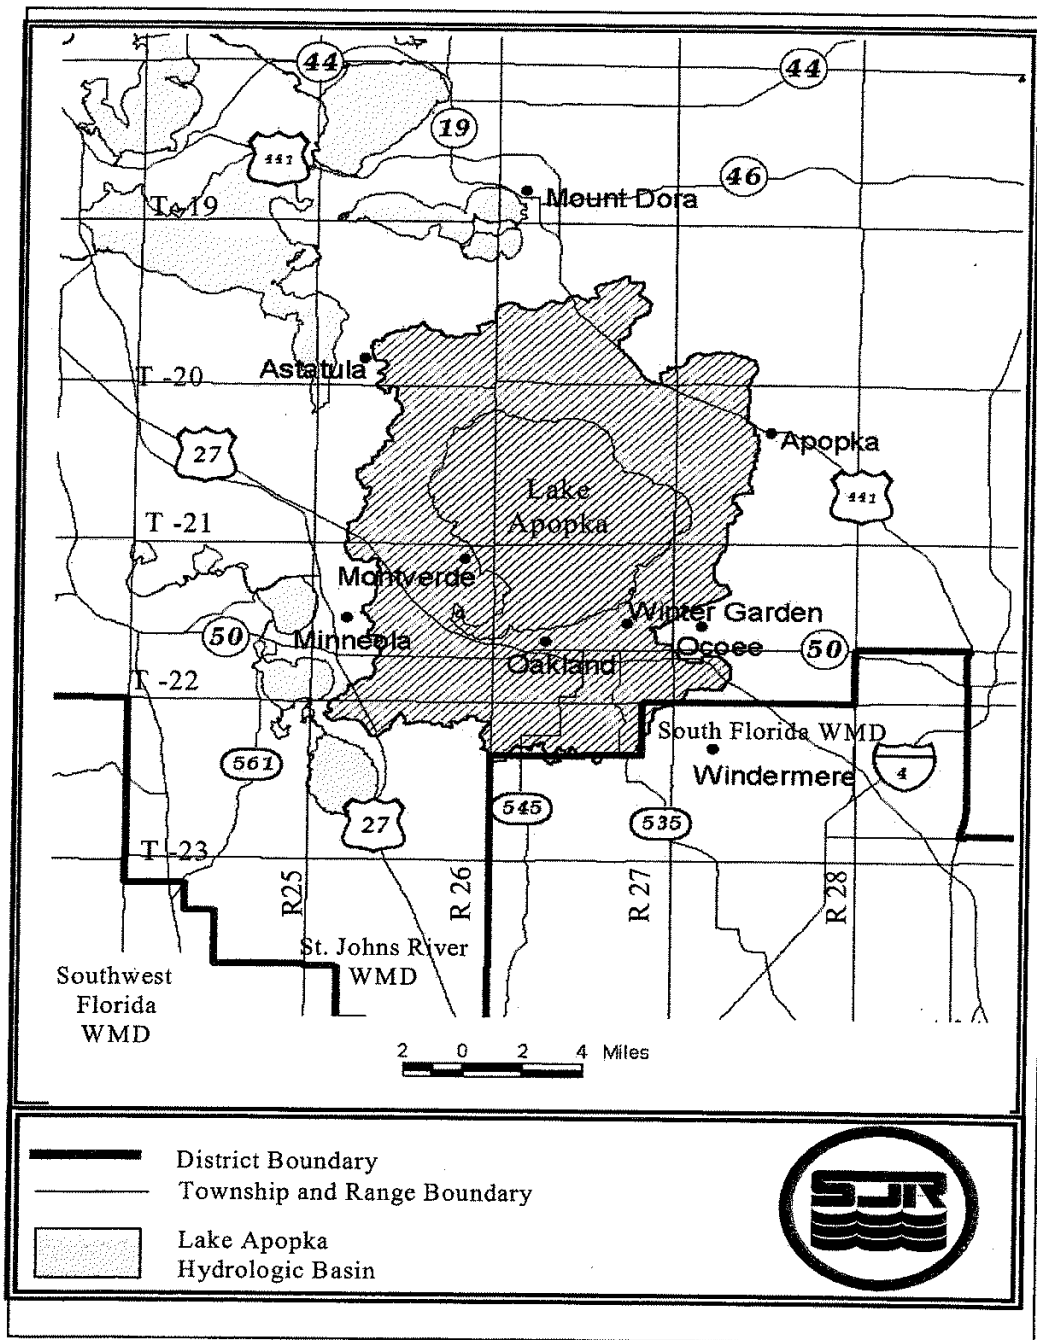 44
44
19
441
46
Mount Dora
T - 19
Astatula
T -20
27
Apopka
Lake
Apopka
441
T -21
Montverde
Winter Garden
50
Minneola
Oakland
Ocoee
50
T -22
South Florida WMD
Windermere
561
4
545
27
535
T -23
R25
R 26
R 27
R 28
St. Johns River
WMD
Southwest
Florida
WMD
2 0 2 4 Miles
District Boundary
Township and Range Boundary
Lake Apopka
Hydrologic Basin
SJR